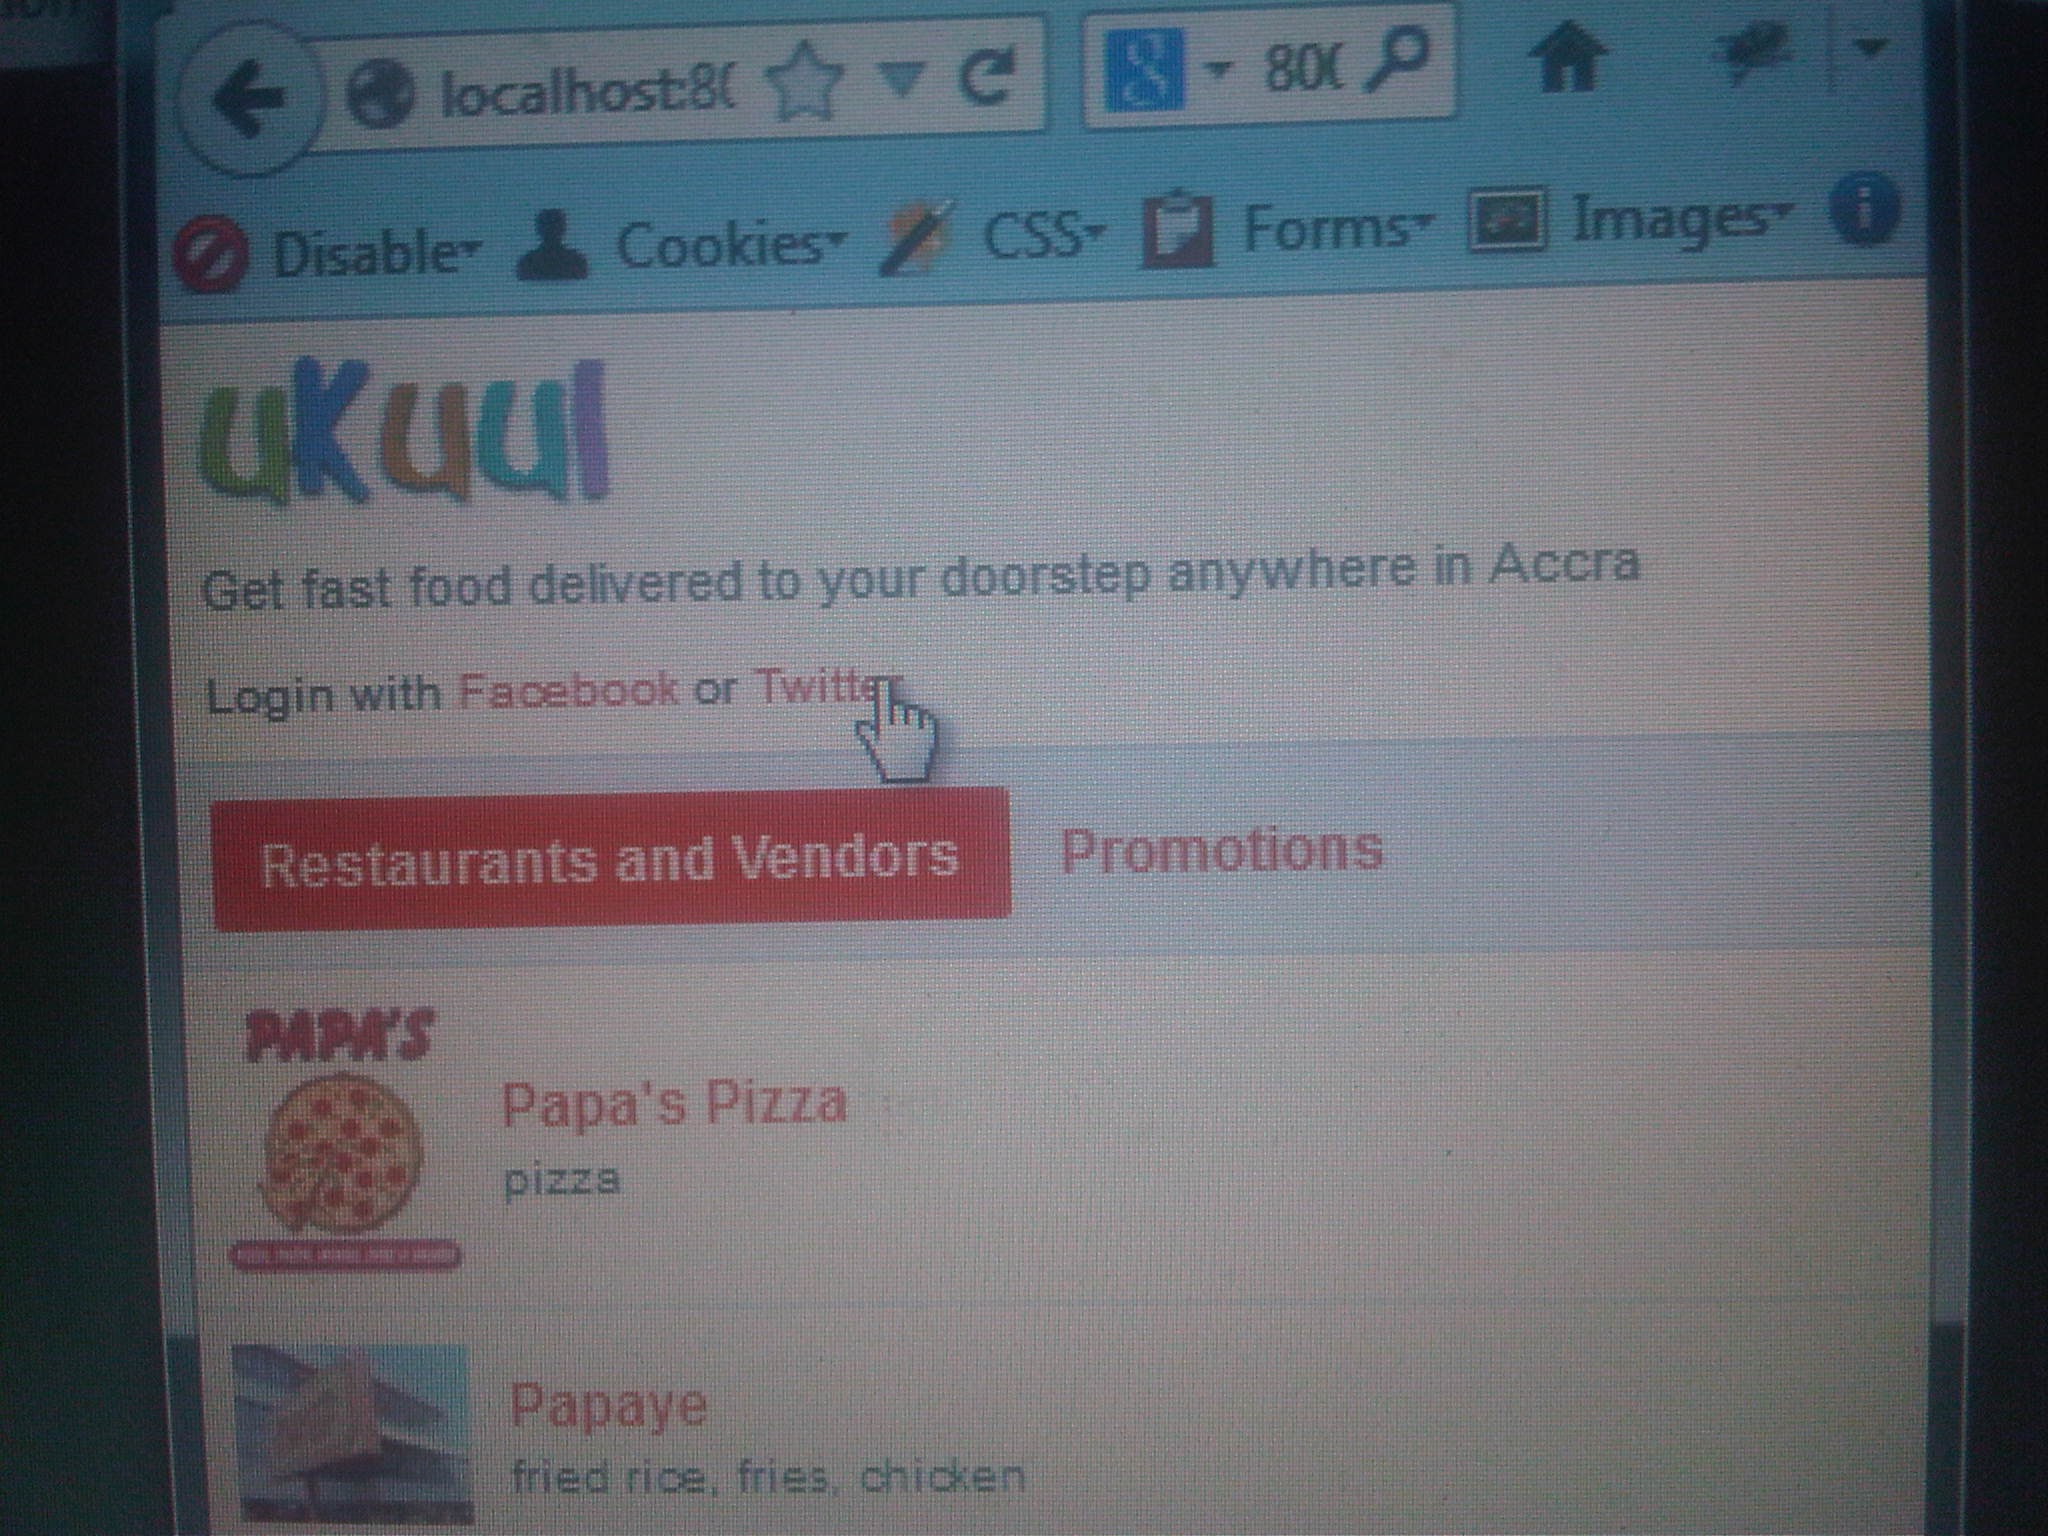 localhost:80
800
Disable Cookies CSS Forms Images
uKuul
Get fast food delivered to your doorstep anywhere in Accra
Login with Facebook or Twitter
Restaurants and Vendors Promotions
PAPA'S
Papa's Pizza
pizza
Papaye
fried rice, fries, chicken